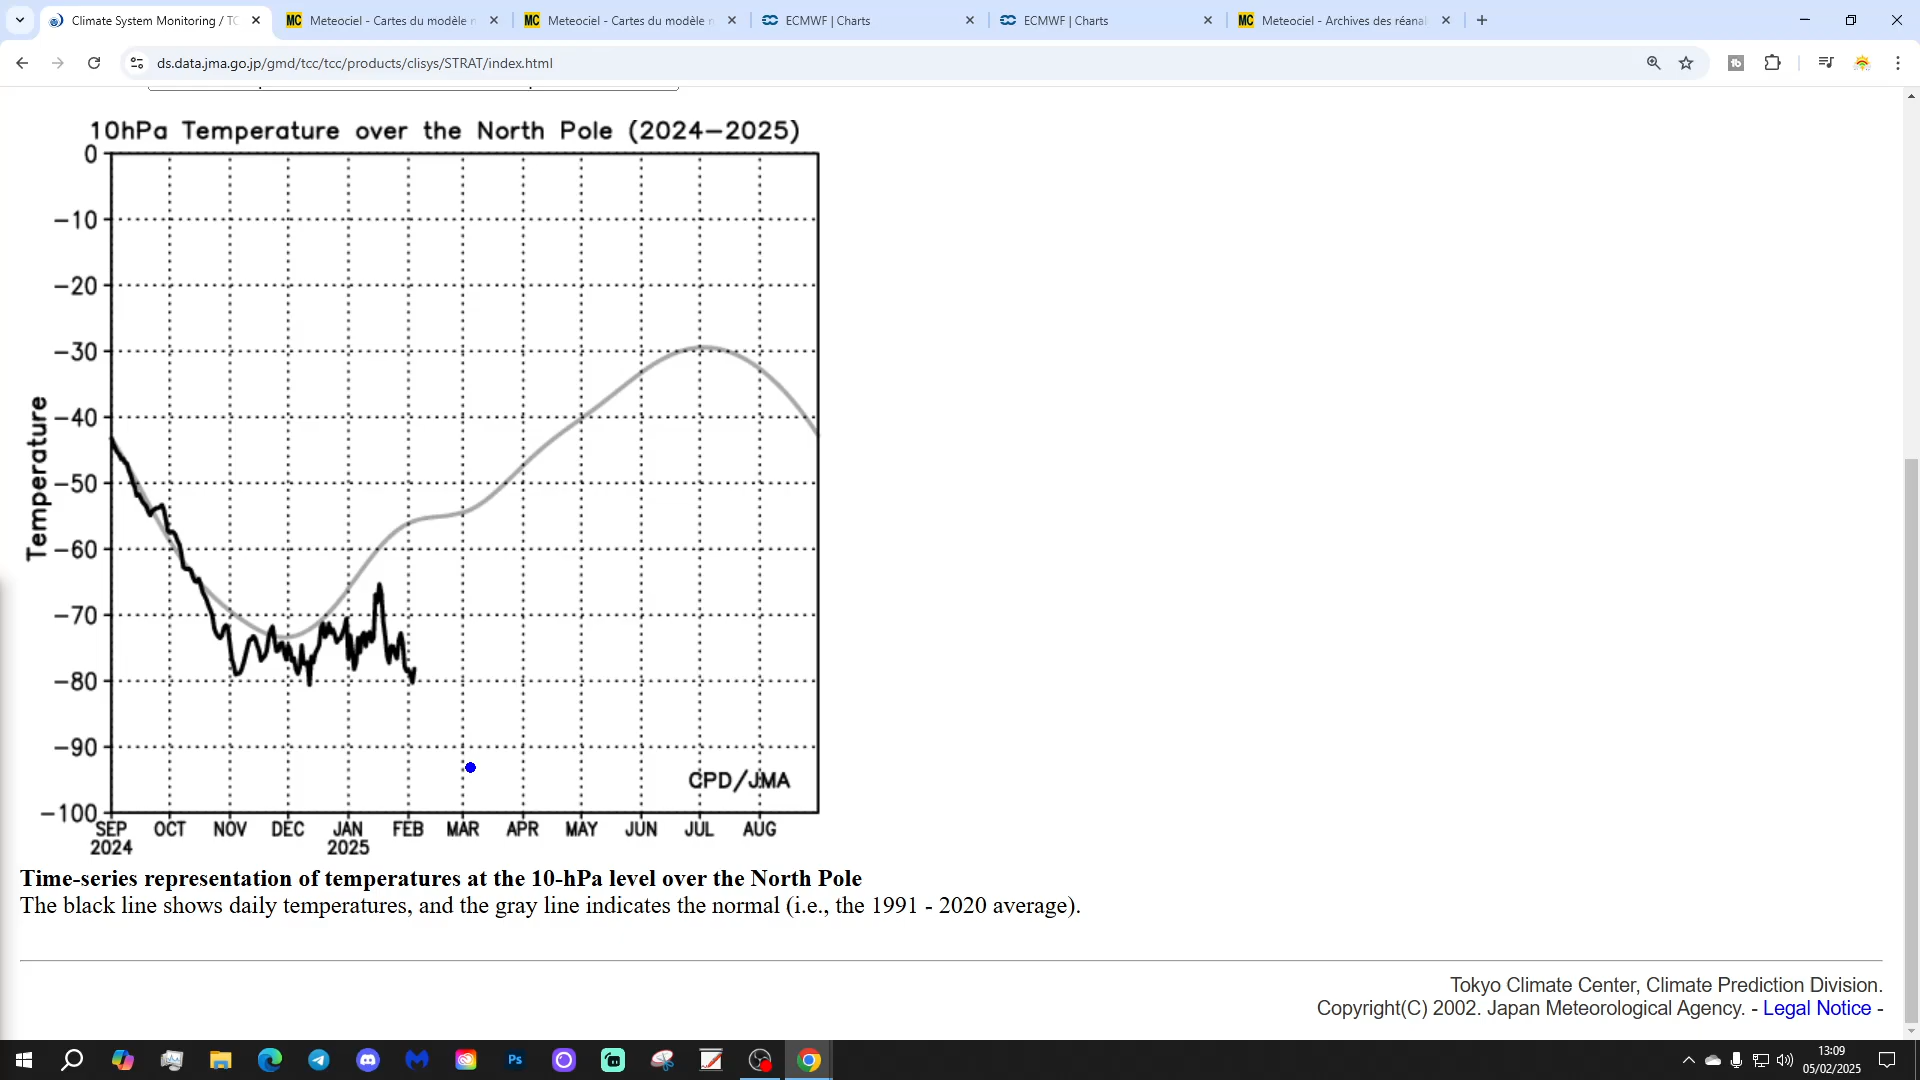 Climate System Monitoring / TC
Meteociel - Cartes du modèle n
Meteociel - Cartes du modèle n
ECMWF | Charts
ECMWF | Charts
Meteociel - Archives des réanal
ds.data.jma.go.jp/gmd/tcc/tcc/products/clisys/STRAT/index.html
10hPa Temperature over the North Pole (2024−2025)
0
−10
−20
−30
−40
−50
−60
−70
−80
−90
−100
Temperature
CPD/JMA
SEP OCT NOV DEC JAN FEB MAR APR MAY JUN JUL AUG
2024 2025
Time-series representation of temperatures at the 10-hPa level over the North Pole
The black line shows daily temperatures, and the gray line indicates the normal (i.e., the 1991 - 2020 average).
Tokyo Climate Center, Climate Prediction Division.
Copyright(C) 2002. Japan Meteorological Agency. - Legal Notice -
13:09
05/02/2025